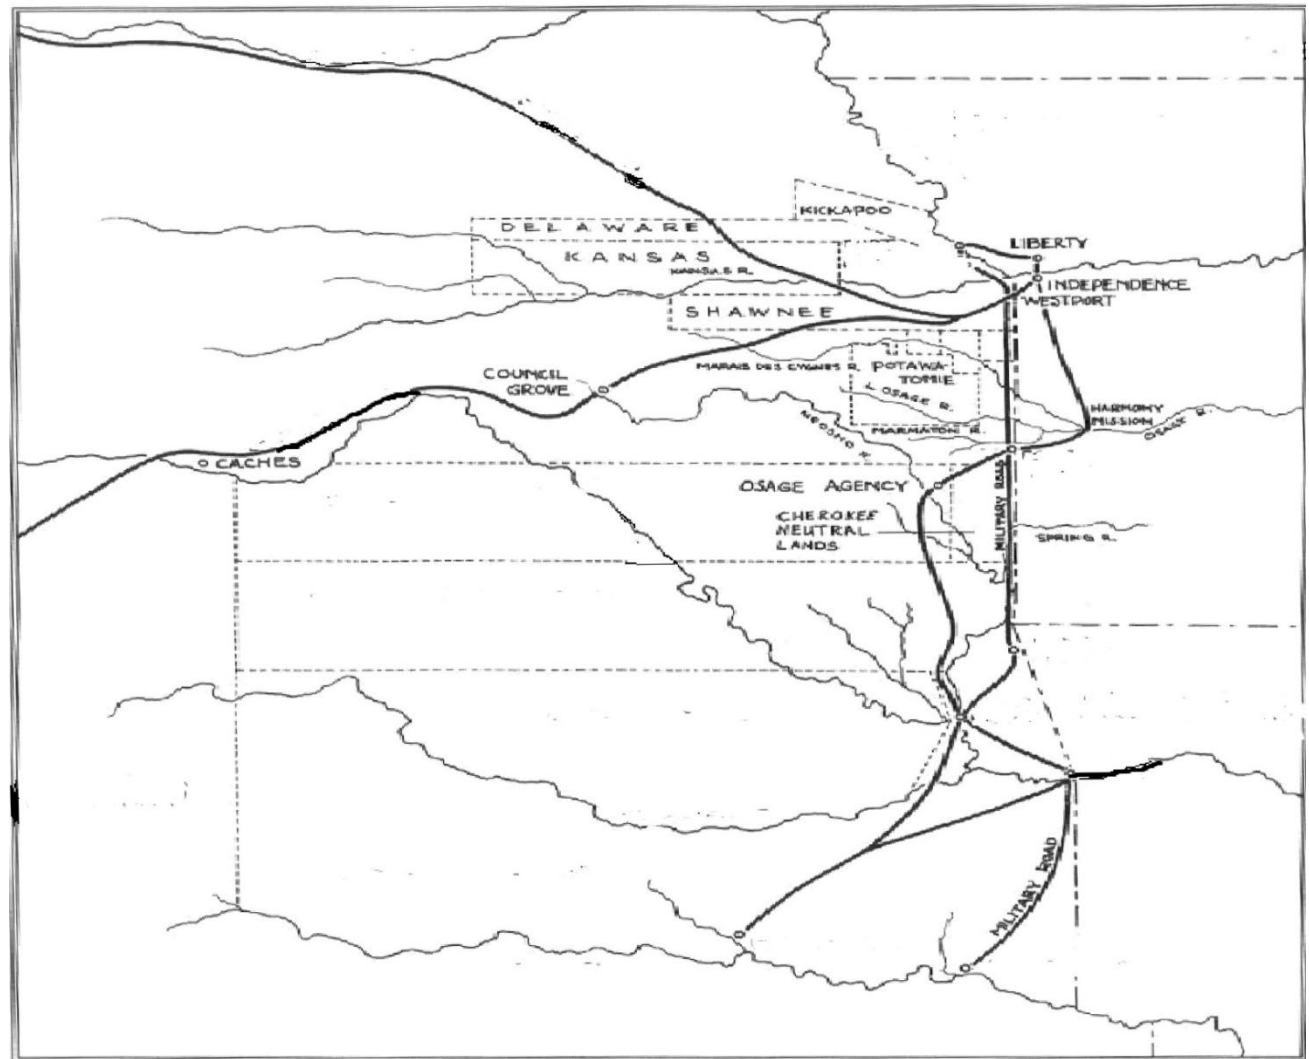 KICKAPOO
DELAWARE
KANSAS
KANSAS R.
LIBERTY
INDEPENDENCE
WESTPORT
SHAWNEE
MARAIS DES CYGNES R.
POTAWA-
TOMIE
COUNCIL
GROVE
L. OSAGE R.
HARMONY
MISSION
OSAGE R.
NEOSHO R.
MARMATON R.
CACHES
OSAGE AGENCY
MILITARY ROAD
CHEROKEE
NEUTRAL
LANDS
SPRING R.
MILITARY ROAD